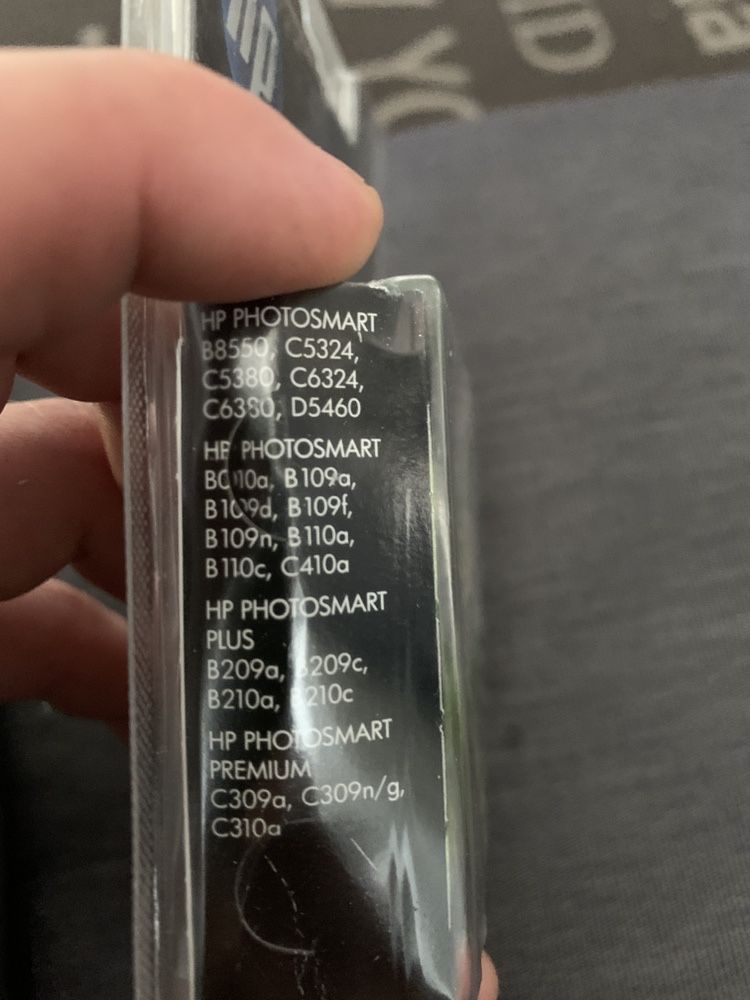 hp
HP PHOTOSMART
B8550, C5324,
C5380, C6324,
C6380, D5460
HP PHOTOSMART
B010a, B109a,
B109d, B109f,
B109n, B110a,
B110c, C410a
HP PHOTOSMART
PLUS
B209a, B209c,
B210a, B210c
HP PHOTOSMART
PREMIUM
C309a, C309n/g,
C310a